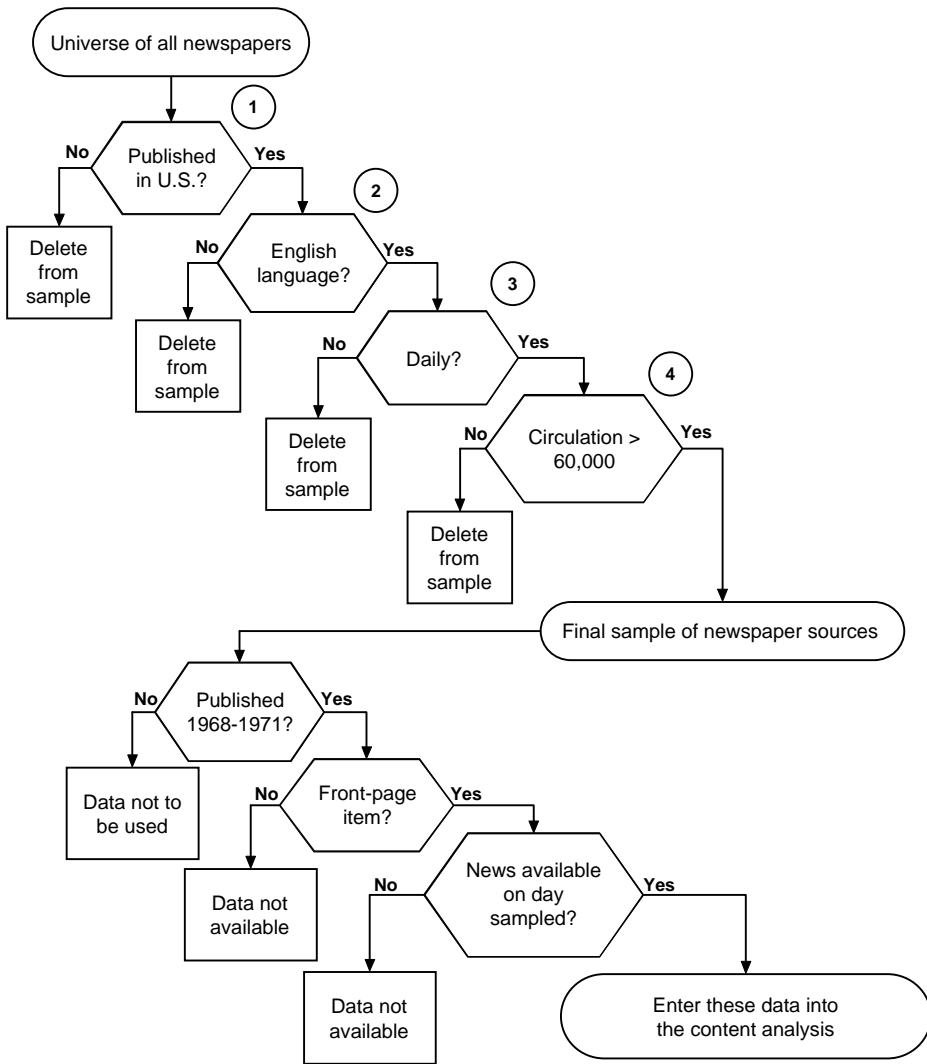 Universe of all newspapers
1
No
Published
in U.S.?
Yes
2
Delete
from
sample
No
English
language?
Yes
3
Delete
from
sample
No
Daily?
Yes
4
Delete
from
sample
No
Circulation >
60,000
Yes
Delete
from
sample
Final sample of newspaper sources
No
Published
1968-1971?
Yes
Data not to
be used
No
Front-page
item?
Yes
Data not
available
No
News available
on day
sampled?
Yes
Data not
available
Enter these data into
the content analysis